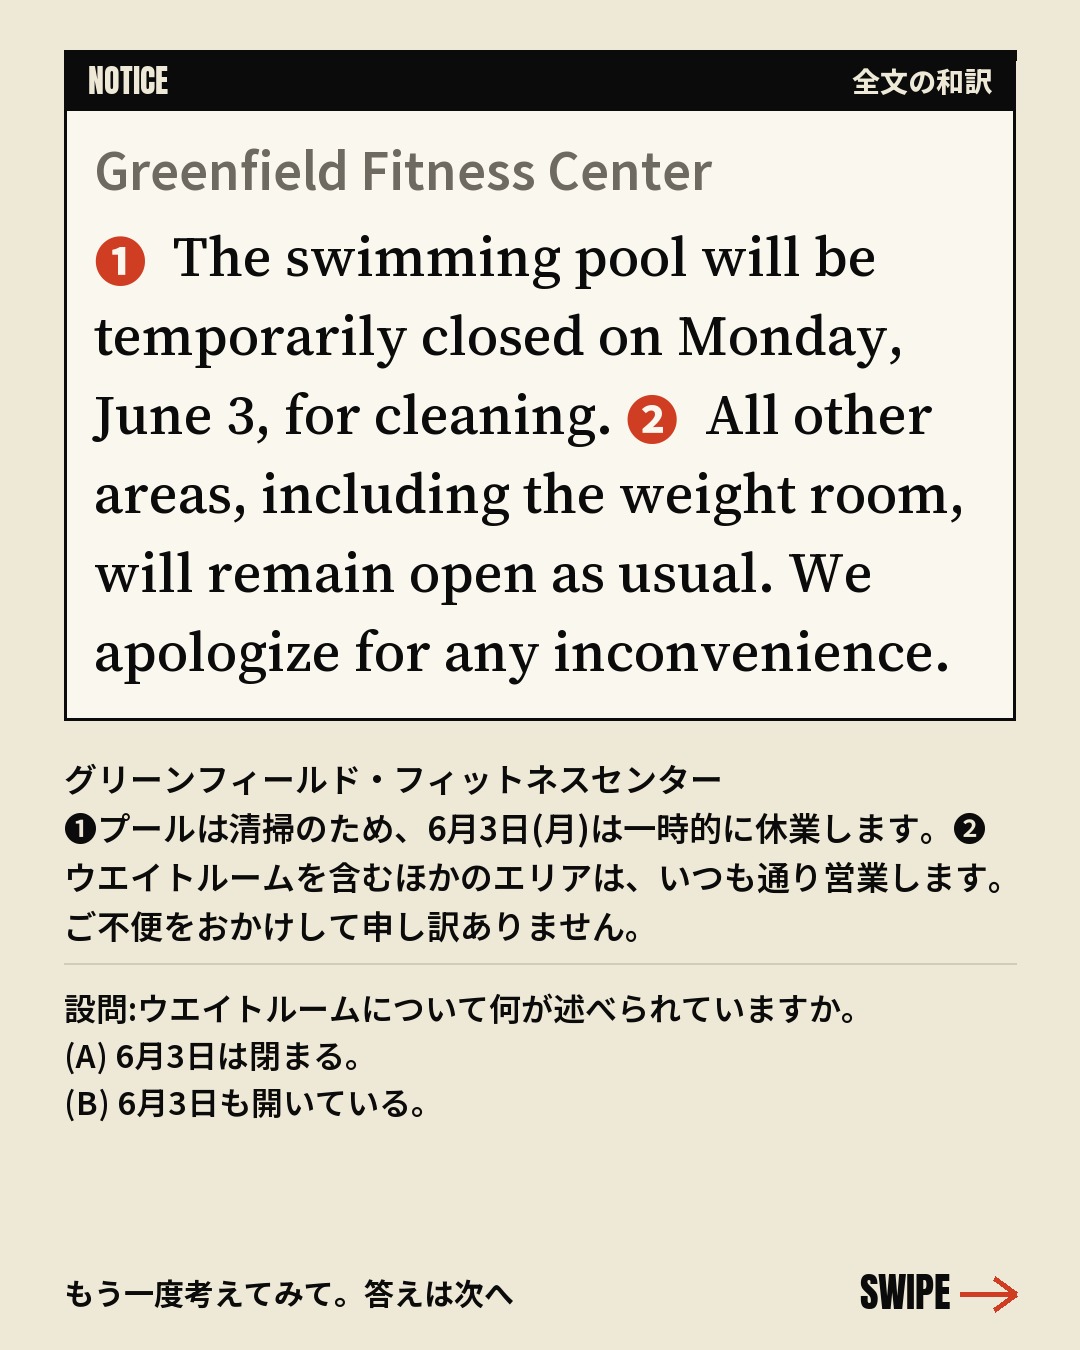 NOTICE
全文の和訳
Greenfield Fitness Center
❶ The swimming pool will be
temporarily closed on Monday,
June 3, for cleaning. ❷ All other
areas, including the weight room,
will remain open as usual. We
apologize for any inconvenience.
グリーンフィールド・フィットネスセンター
❶プールは清掃のため、6月3日(月)は一時的に休業します。❷
ウエイトルームを含むほかのエリアは、いつも通り営業します。
ご不便をおかけして申し訳ありません。
設問:ウエイトルームについて何が述べられていますか。
(A) 6月3日は閉まる。
(B) 6月3日も開いている。
もう一度考えてみて。答えは次へ
SWIPE